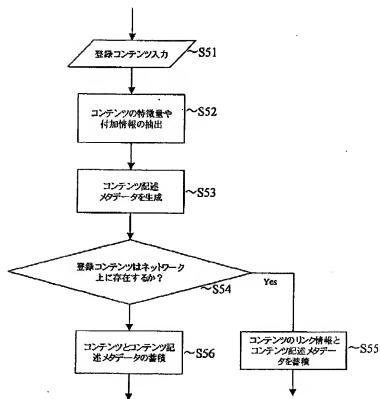 登録コンテンツ入力
~S51
コンテンツの特徴量や
付加情報の抽出
~S52
コンテンツ記述
メタデータを生成
~S53
登録コンテンツはネットワーク
上に存在するか?
~S54
Yes
コンテンツとコンテンツ記
述メタデータの蓄積
~S56
コンテンツのリンク情報と
コンテンツ記述メタデータ
を蓄積
~S55